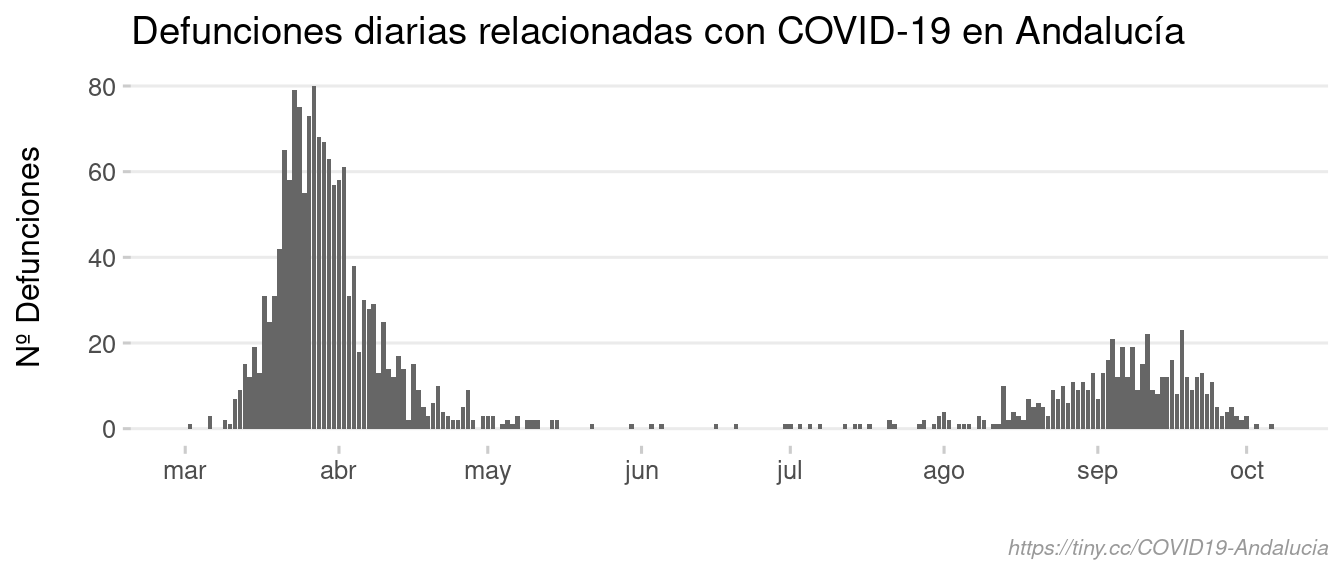 Defunciones diarias relacionadas con COVID-19 en Andalucía
Nº Defunciones
80
60
40
20
0
mar abr may jun jul ago sep oct
https://tiny.cc/COVID19-Andalucia